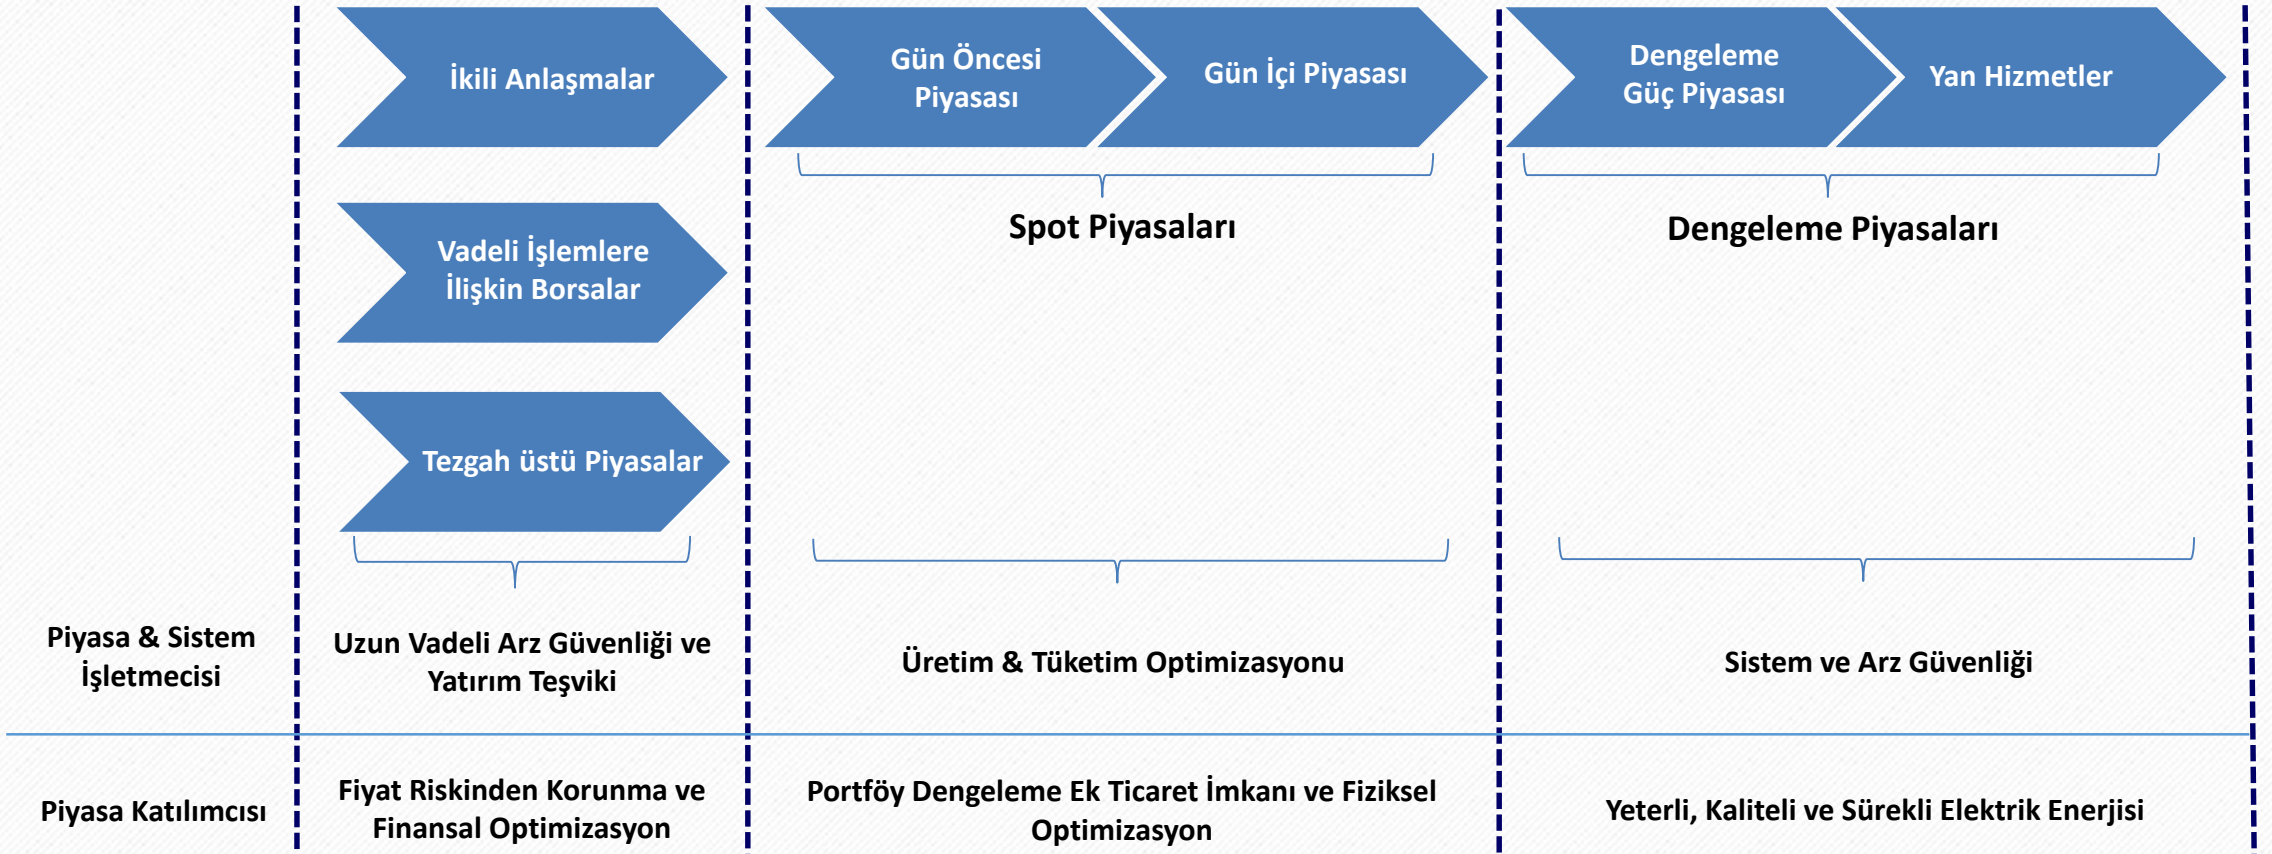 İkili Anlaşmalar
Gün Öncesi
Piyasası
Gün İçi Piyasası
Dengeleme
Güç Piyasası
Yan Hizmetler
Vadeli İşlemlere
İlişkin Borsalar
Spot Piyasaları
Dengeleme Piyasaları
Tezgah üstü Piyasalar
Piyasa & Sistem
İşletmecisi
Uzun Vadeli Arz Güvenliği ve
Yatırım Teşviki
Üretim & Tüketim Optimizasyonu
Sistem ve Arz Güvenliği
Piyasa Katılımcısı
Fiyat Riskinden Korunma ve
Finansal Optimizasyon
Portföy Dengeleme Ek Ticaret İmkanı ve Fiziksel
Optimizasyon
Yeterli, Kaliteli ve Sürekli Elektrik Enerjisi